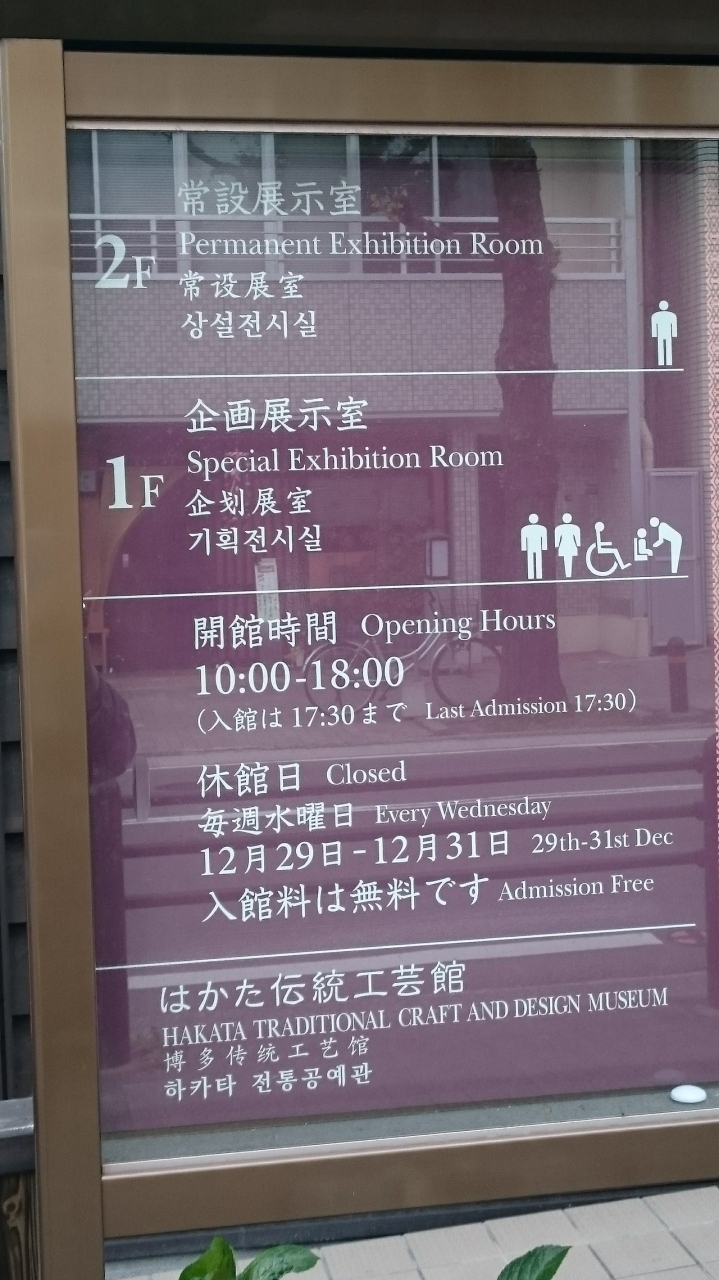 常設展示室
2F Permanent Exhibition Room
常设展室
상설전시실
企画展示室
1F Special Exhibition Room
企划展室
기획전시실
開館時間 Opening Hours
10:00-18:00
(入館は17:30まで Last Admission 17:30)
休館日 Closed
毎週水曜日 Every Wednesday
12月29日-12月31日 29th-31st Dec
入館料は無料です Admission Free
はかた伝統工芸館
HAKATA TRADITIONAL CRAFT AND DESIGN MUSEUM
博多传统工艺馆
하카타 전통공예관